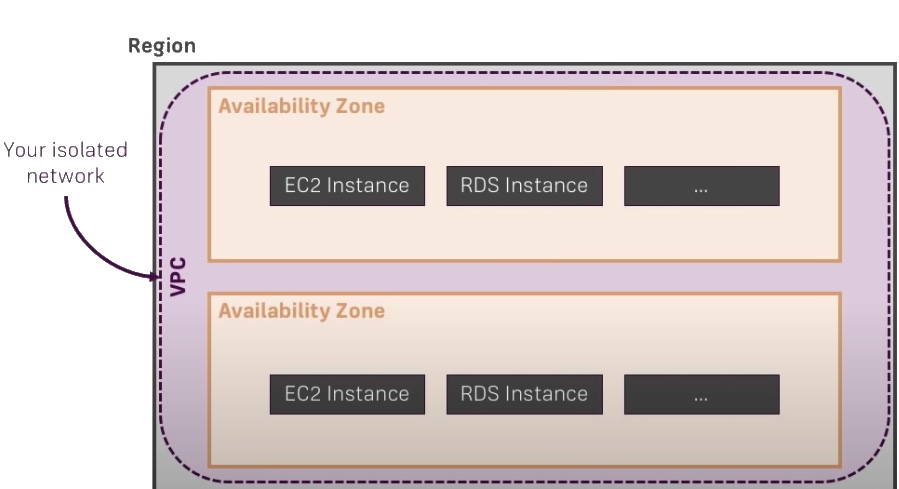 Region
Availability Zone
Your isolated
network
EC2 Instance
RDS Instance
...
VPC
Availability Zone
EC2 Instance
RDS Instance
...